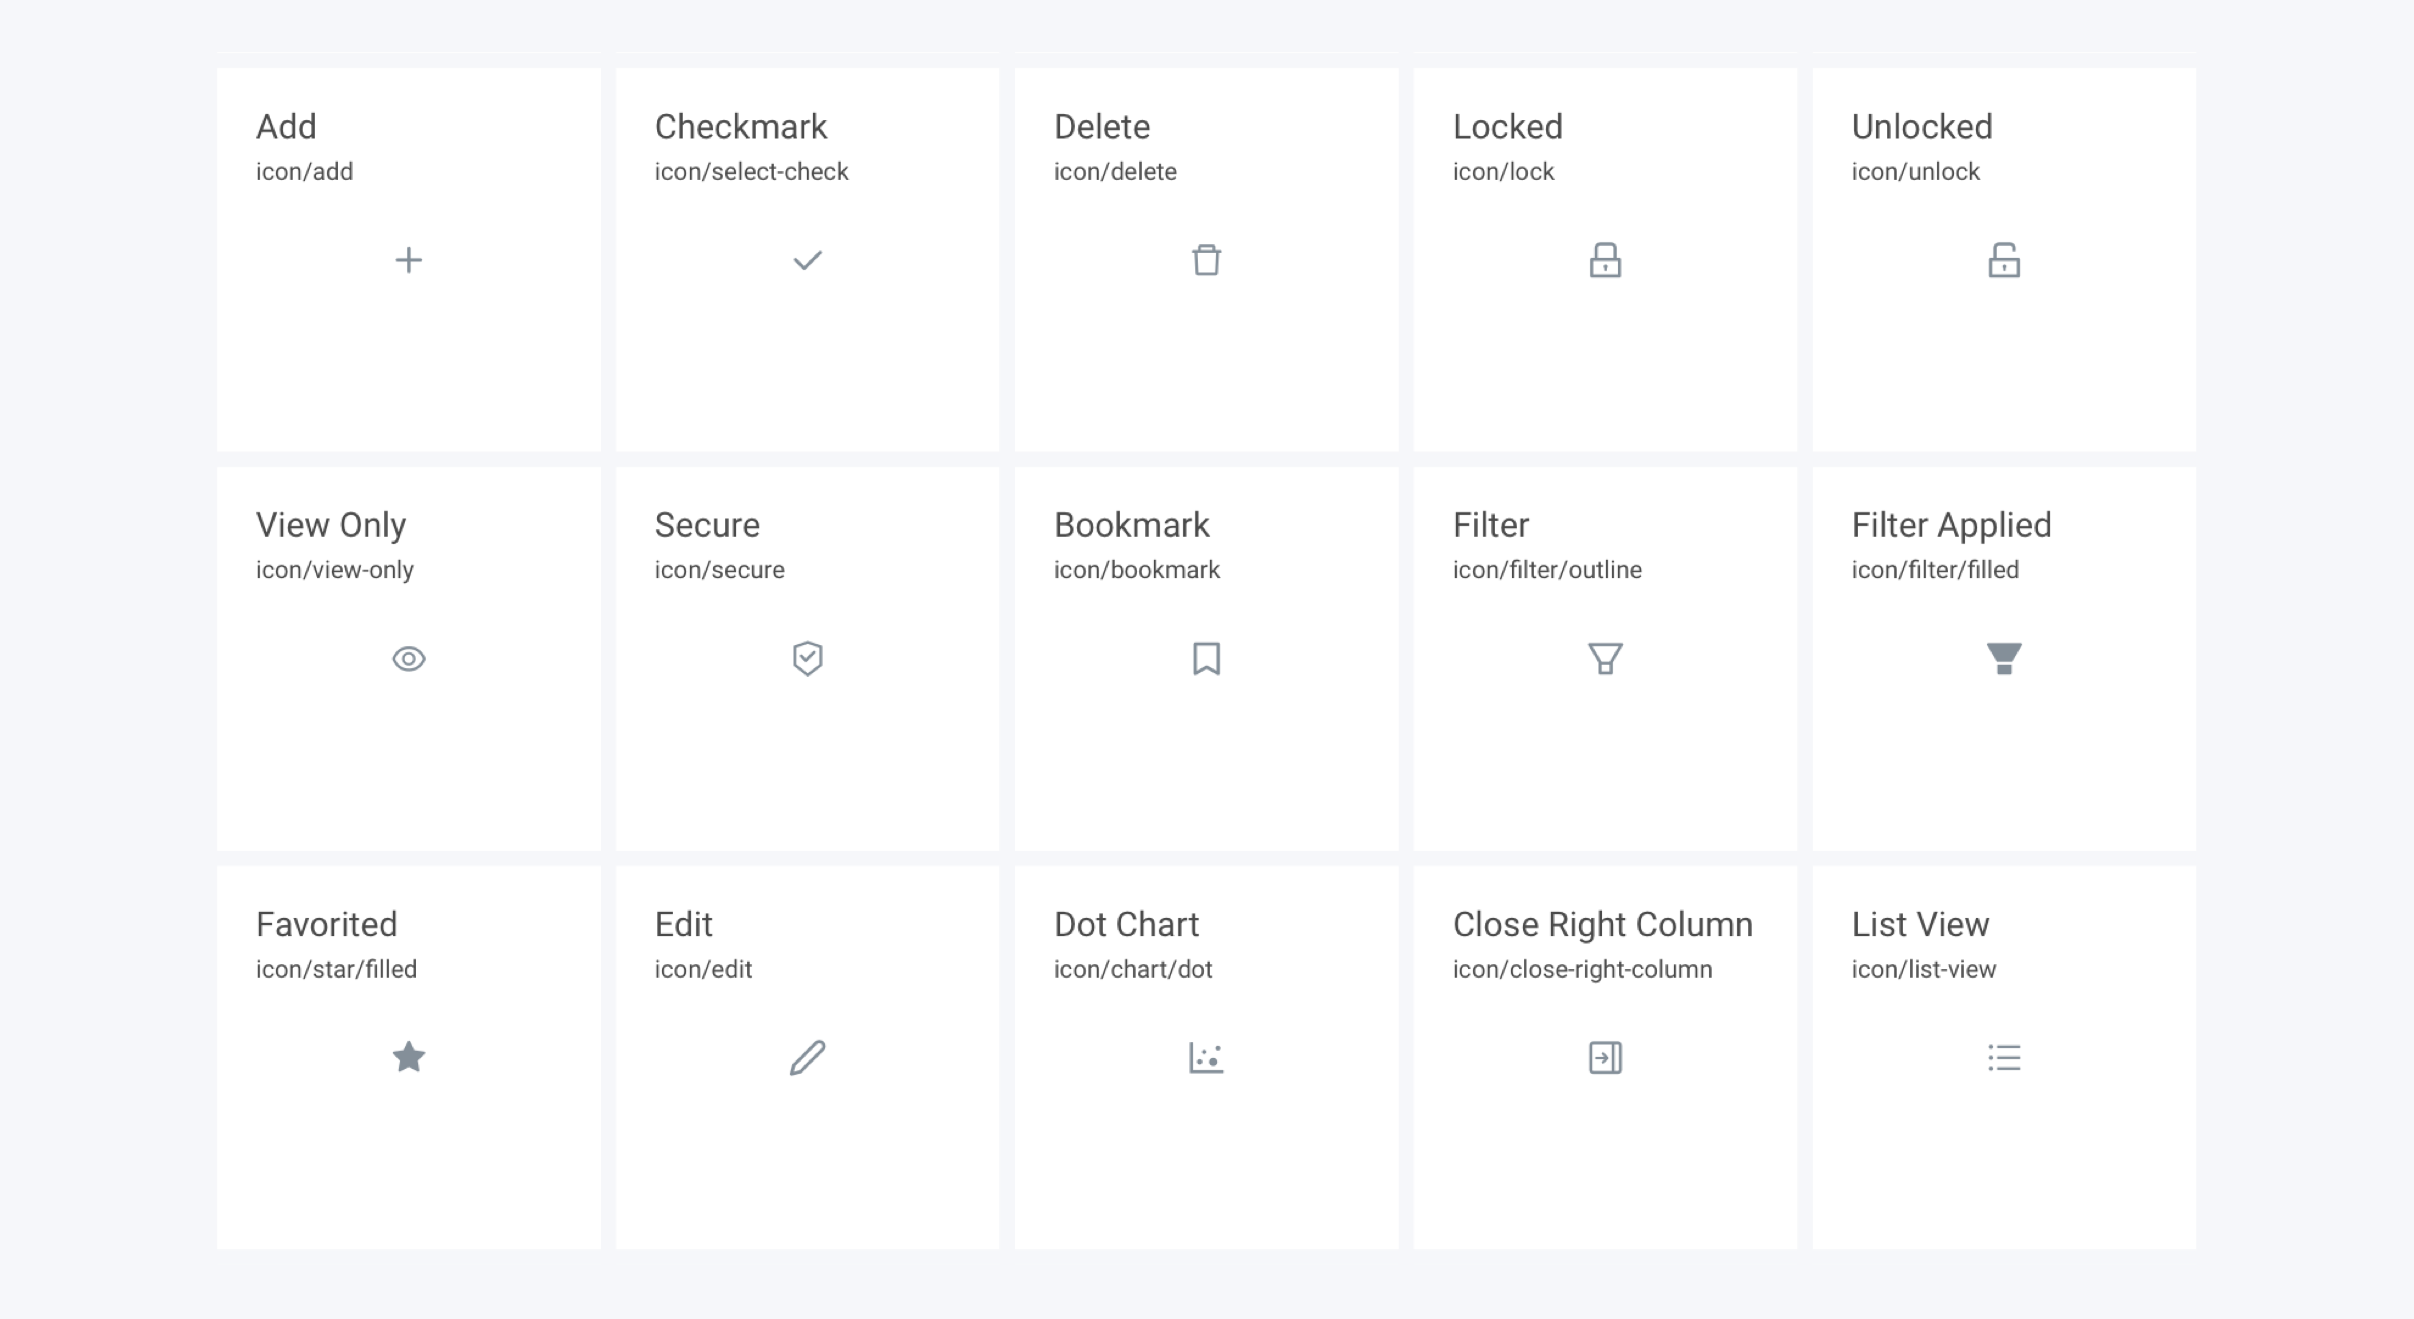 Add
icon/add
Checkmark
icon/select-check
Delete
icon/delete
Locked
icon/lock
Unlocked
icon/unlock
View Only
icon/view-only
Secure
icon/secure
Bookmark
icon/bookmark
Filter
icon/filter/outline
Filter Applied
icon/filter/filled
Favorited
icon/star/filled
Edit
icon/edit
Dot Chart
icon/chart/dot
Close Right Column
icon/close-right-column
List View
icon/list-view